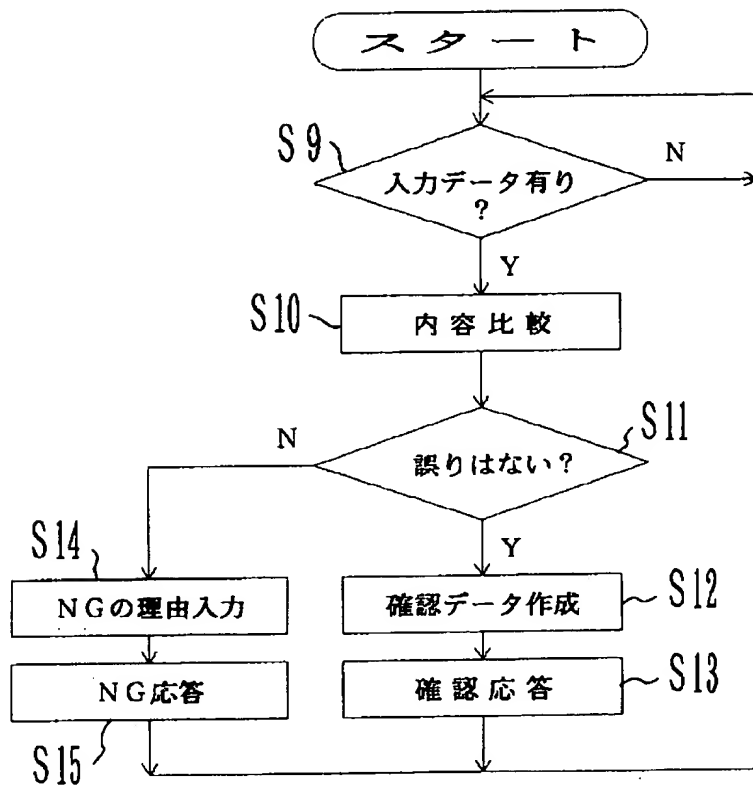 スタート
S9
入力データ有り
?
N
Y
S10
内容比較
S11
誤りはない?
N
Y
S14
NGの理由入力
S12
確認データ作成
NG応答
S13
確認応答
S15